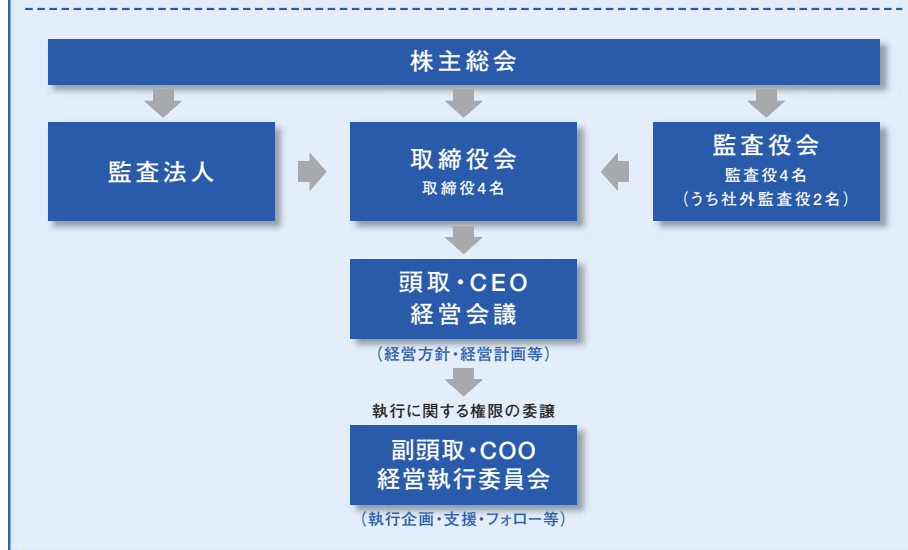 株主総会
監査法人
取締役会
取締役4名
監査役会
監査役4名
（うち社外監査役2名）
頭取・CEO
経営会議
（経営方針・経営計画等）
執行に関する権限の委譲
副頭取・COO
経営執行委員会
（執行企画・支援・フォロー等）